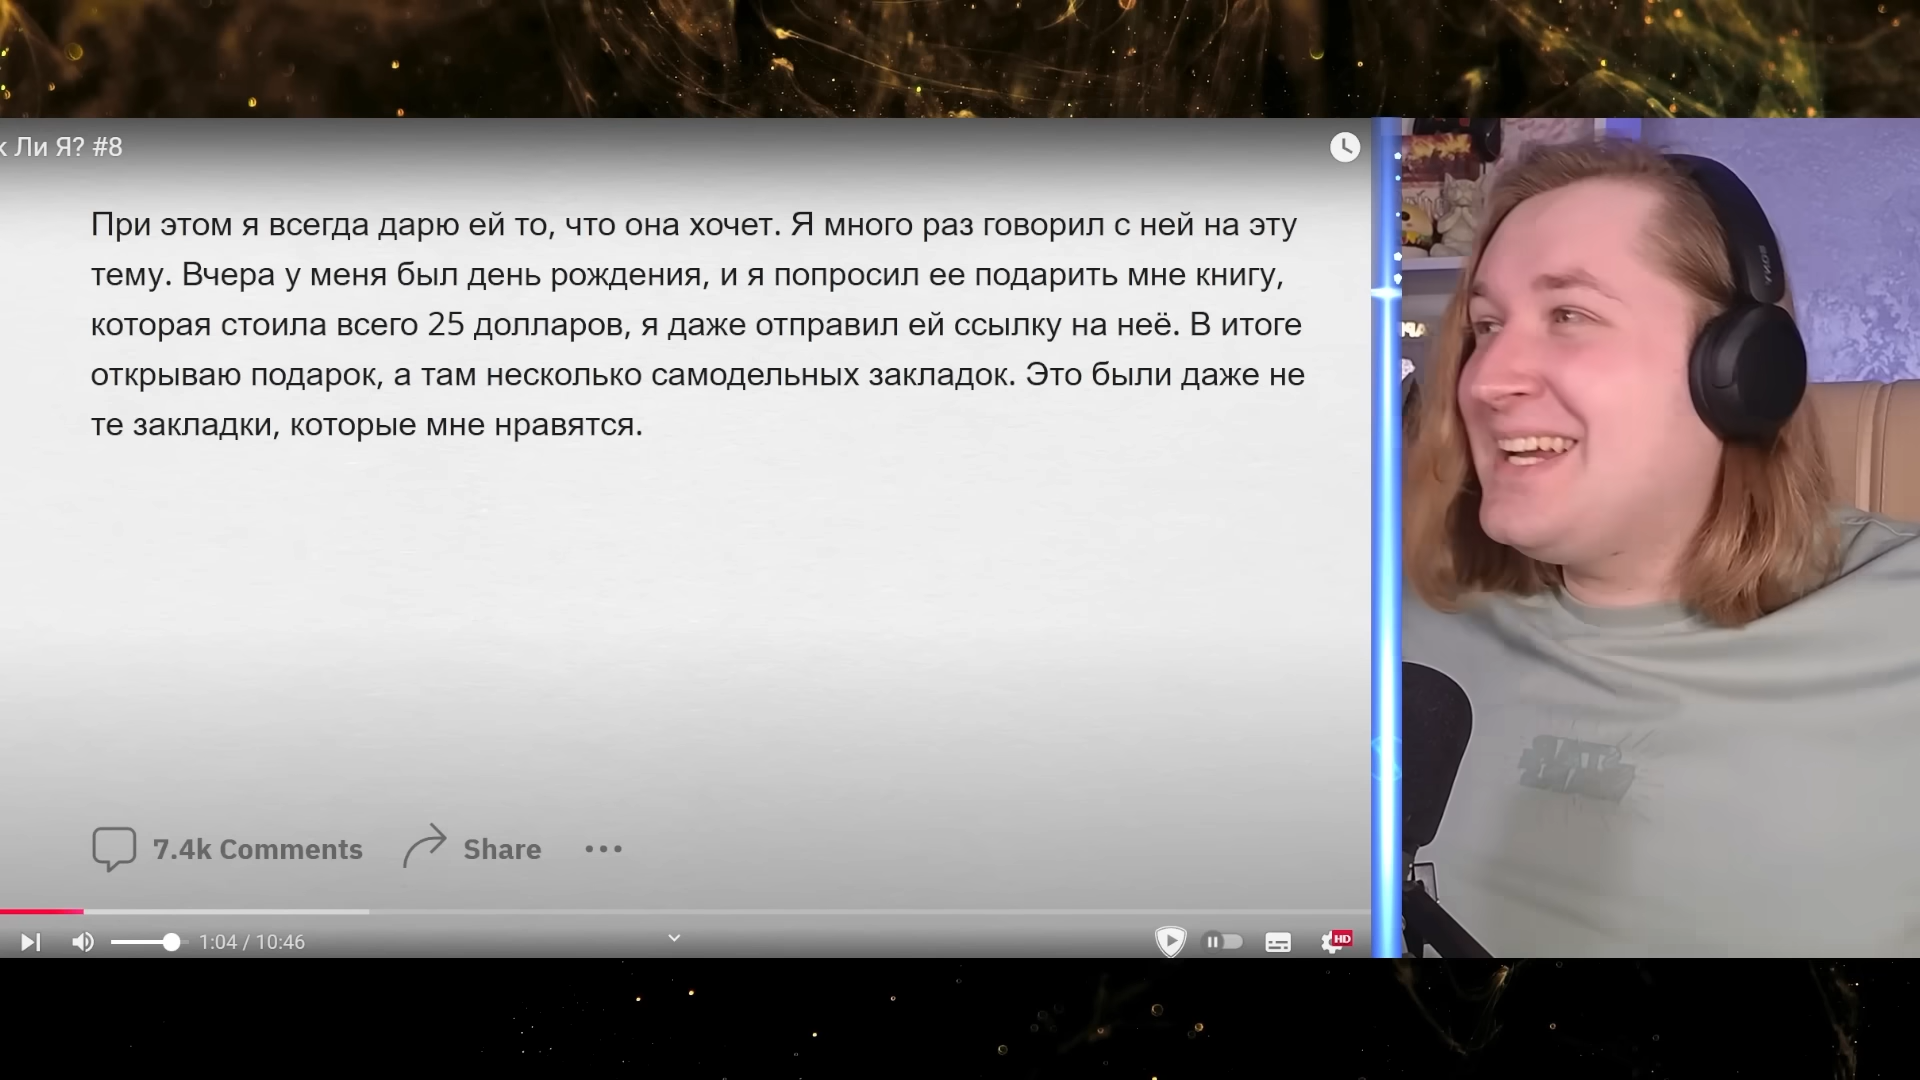 к Ли Я? #8
При этом я всегда дарю ей то, что она хочет. Я много раз говорил с ней на эту
тему. Вчера у меня был день рождения, и я попросил ее подарить мне книгу,
которая стоила всего 25 долларов, я даже отправил ей ссылку на неё. В итоге
открываю подарок, а там несколько самодельных закладок. Это были даже не
те закладки, которые мне нравятся.
7.4k Comments
Share
1:04 / 10:46
HD
SONY